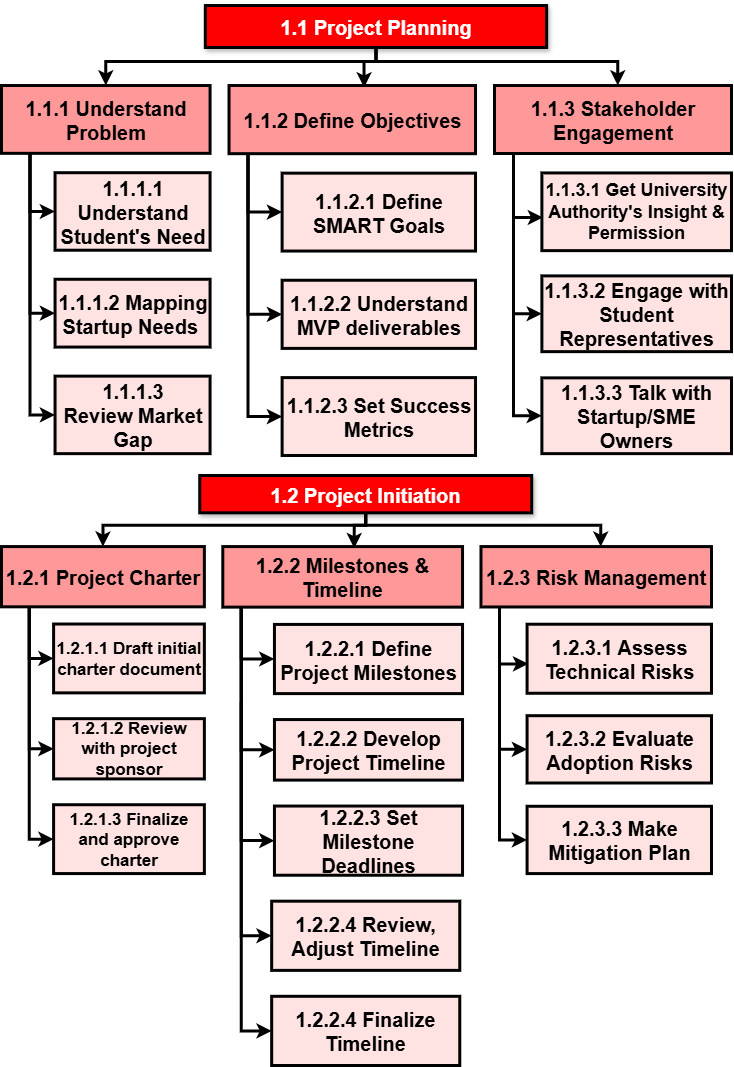 1.1 Project Planning
1.1.1 Understand
Problem
1.1.2 Define Objectives
1.1.3 Stakeholder
Engagement
1.1.1.1
Understand
Student's Need
1.1.1.2 Mapping
Startup Needs
1.1.1.3
Review Market
Gap
1.1.2.1 Define
SMART Goals
1.1.2.2 Understand
MVP deliverables
1.1.2.3 Set Success
Metrics
1.1.3.1 Get University
Authority's Insight &
Permission
1.1.3.2 Engage with
Student
Representatives
1.1.3.3 Talk with
Startup/SME
Owners
1.2 Project Initiation
1.2.1 Project Charter
1.2.2 Milestones &
Timeline
1.2.3 Risk Management
1.2.1.1 Draft initial
charter document
1.2.1.2 Review
with project
sponsor
1.2.1.3 Finalize
and approve
charter
1.2.2.1 Define
Project Milestones
1.2.2.2 Develop
Project Timeline
1.2.2.3 Set
Milestone
Deadlines
1.2.2.4 Review,
Adjust Timeline
1.2.2.4 Finalize
Timeline
1.2.3.1 Assess
Technical Risks
1.2.3.2 Evaluate
Adoption Risks
1.2.3.3 Make
Mitigation Plan